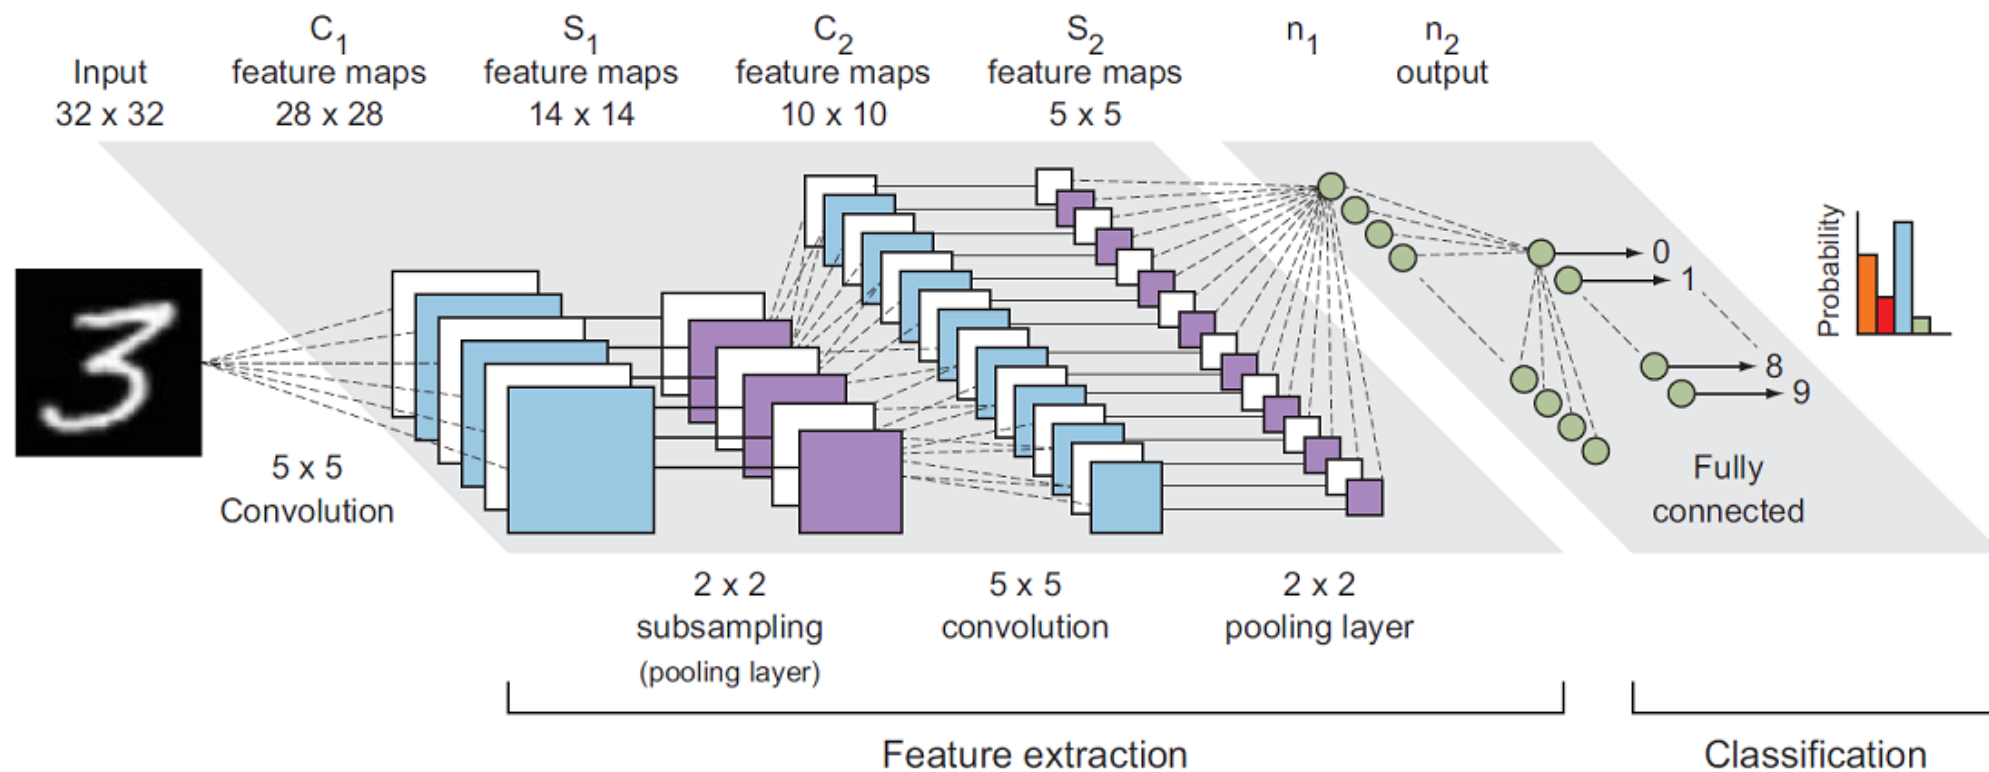 C1
S1
C2
S2
n1
n2
Input
feature maps
feature maps
feature maps
feature maps
output
32 x 32
28 x 28
14 x 14
10 x 10
5 x 5
3
0
1
8
9
Probability
5 x 5
Convolution
Fully
connected
2 x 2
subsampling
(pooling layer)
5 x 5
convolution
2 x 2
pooling layer
Feature extraction
Classification